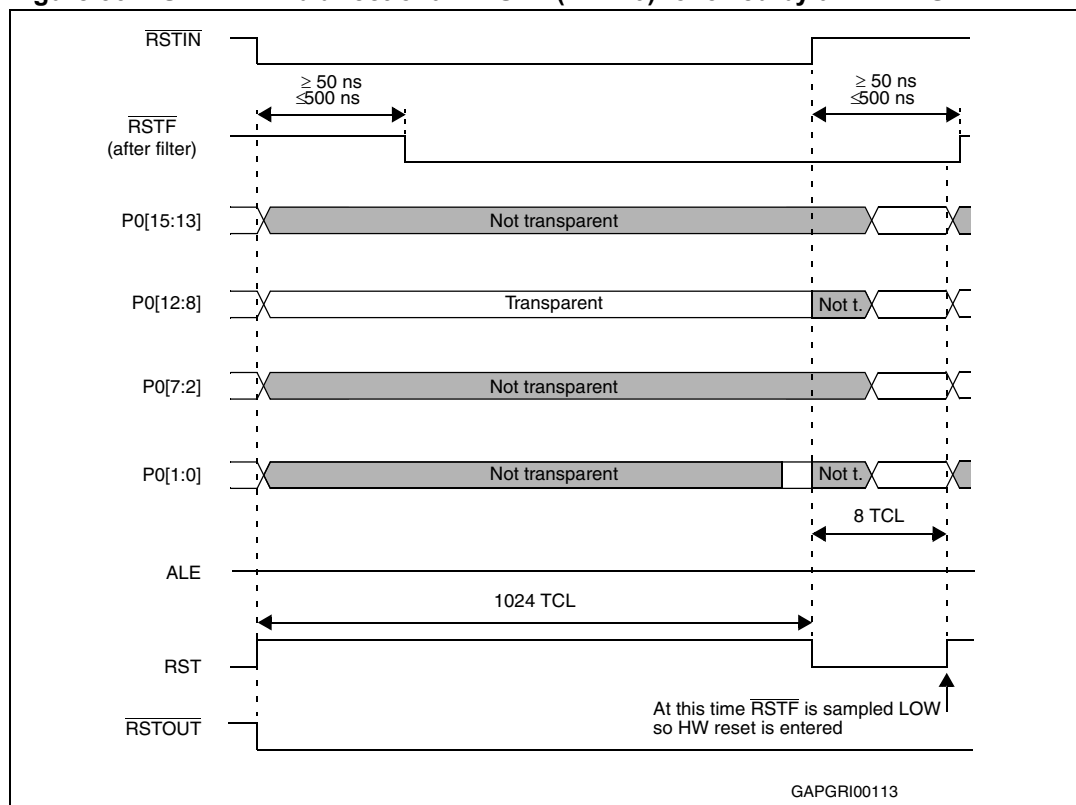 RSTIN
≥ 50 ns
≤500 ns
≥ 50 ns
≤500 ns
RSTF
(after filter)
P0[15:13]
Not transparent
P0[12:8]
Transparent
Not t.
P0[7:2]
Not transparent
P0[1:0]
Not transparent
Not t.
8 TCL
ALE
1024 TCL
RST
At this time RSTF is sampled LOW
so HW reset is entered
RSTOUT
GAPGRI00113